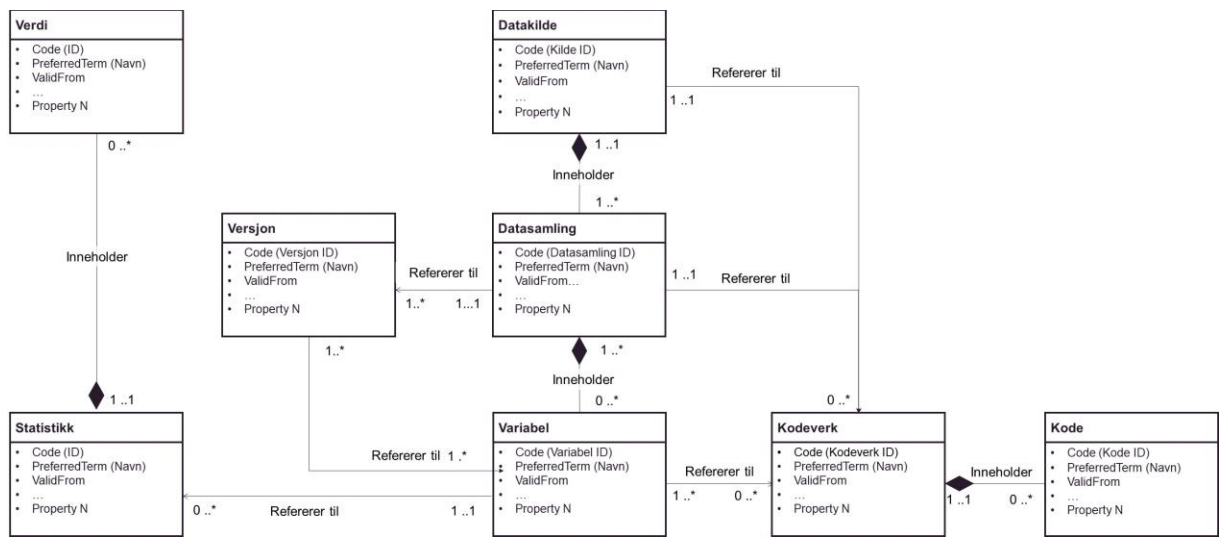 Verdi
• Code (ID)
• PreferredTerm (Navn)
• ValidFrom
• …
• Property N
0 ..*
Inneholder
1 ..1
Statistikk
• Code (ID)
• PreferredTerm (Navn)
• ValidFrom
• …
• Property N
Datakilde
• Code (Kilde ID)
• PreferredTerm (Navn)
• ValidFrom
• …
• Property N
Refererer til
1 ..1
1 ..1
Inneholder
1 ..*
Versjon
• Code (Versjon ID)
• PreferredTerm (Navn)
• ValidFrom
• …
• Property N
Refererer til
1..*
1...1
Datasamling
• Code (Datasamling ID)
• PreferredTerm (Navn)
• ValidFrom…
• …
• Property N
1 ..1
Refererer til
1..*
1 ..*
Inneholder
0 ..*
0 ..*
Refererer til
1 .*
Variabel
• Code (Variabel ID)
• PreferredTerm (Navn)
• ValidFrom
• …
• Property N
0 ..*
Refererer til
1 ..1
Refererer til
1 ..*
0 ..*
Kodeverk
• Code (Kodeverk ID)
• PreferredTerm (Navn)
• ValidFrom
• …
• Property N
Inneholder
1 ..1
0 ..*
Kode
• Code (Kode ID)
• PreferredTerm (Navn)
• ValidFrom
• …
• Property N